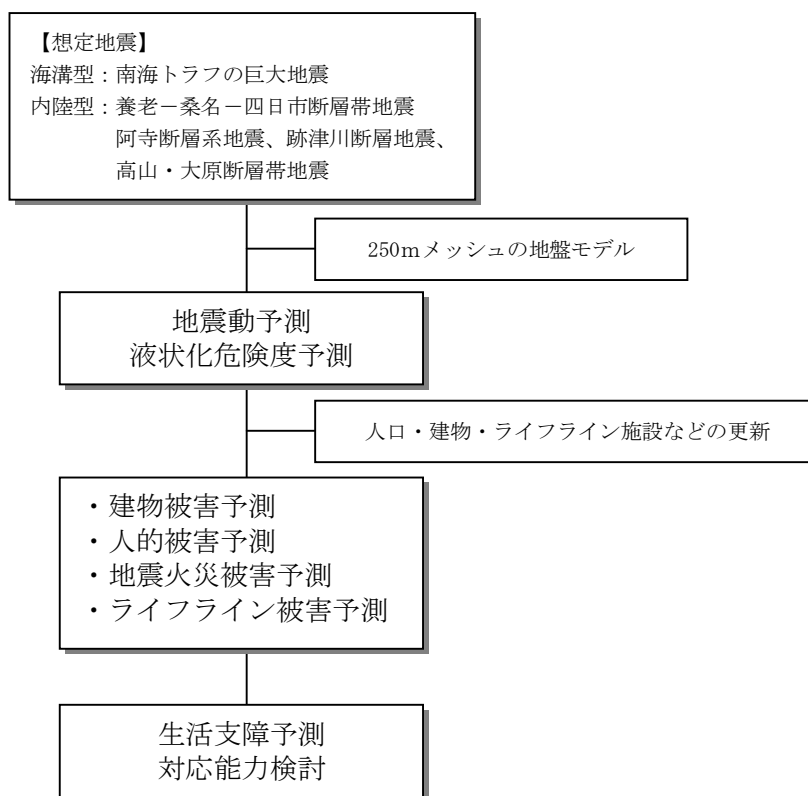 【想定地震】
海溝型：南海トラフの巨大地震
内陸型：養老－桑名－四日市断層帯地震
阿寺断層系地震、跡津川断層地震、
高山・大原断層帯地震
250ｍメッシュの地盤モデル
地震動予測
液状化危険度予測
人口・建物・ライフライン施設などの更新
・建物被害予測
・人的被害予測
・地震火災被害予測
・ライフライン被害予測
生活支障予測
対応能力検討